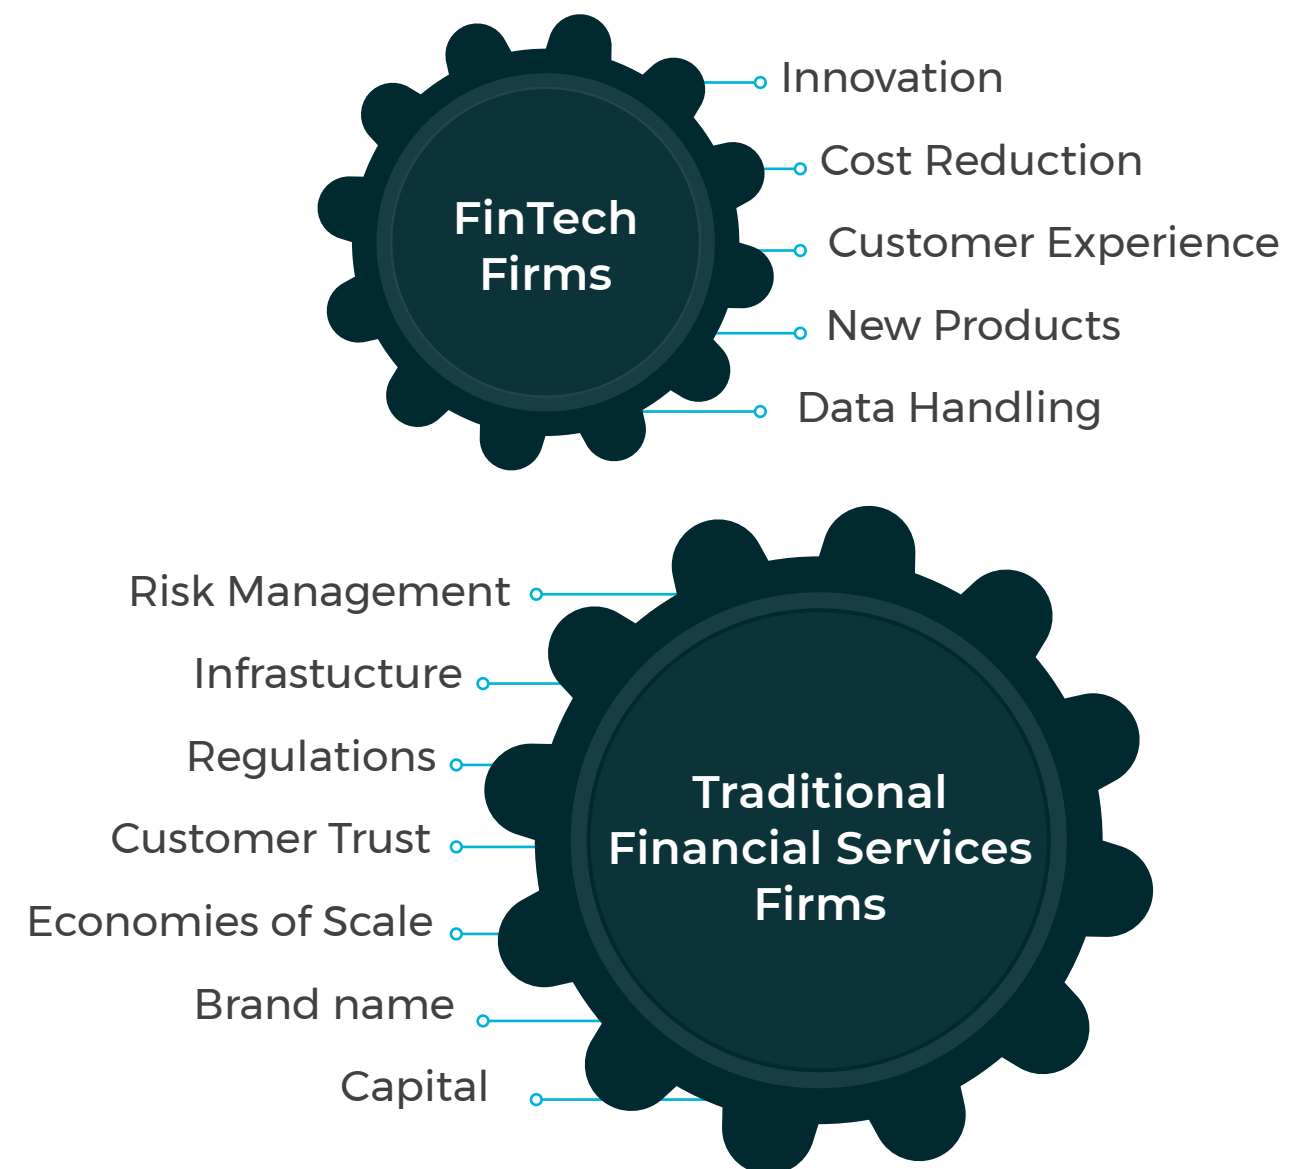 Innovation
Cost Reduction
Customer Experience
New Products
Data Handling
FinTech
Firms
Risk Management
Infrastucture
Regulations
Customer Trust
Economies of Scale
Brand name
Capital
Traditional
Financial Services
Firms